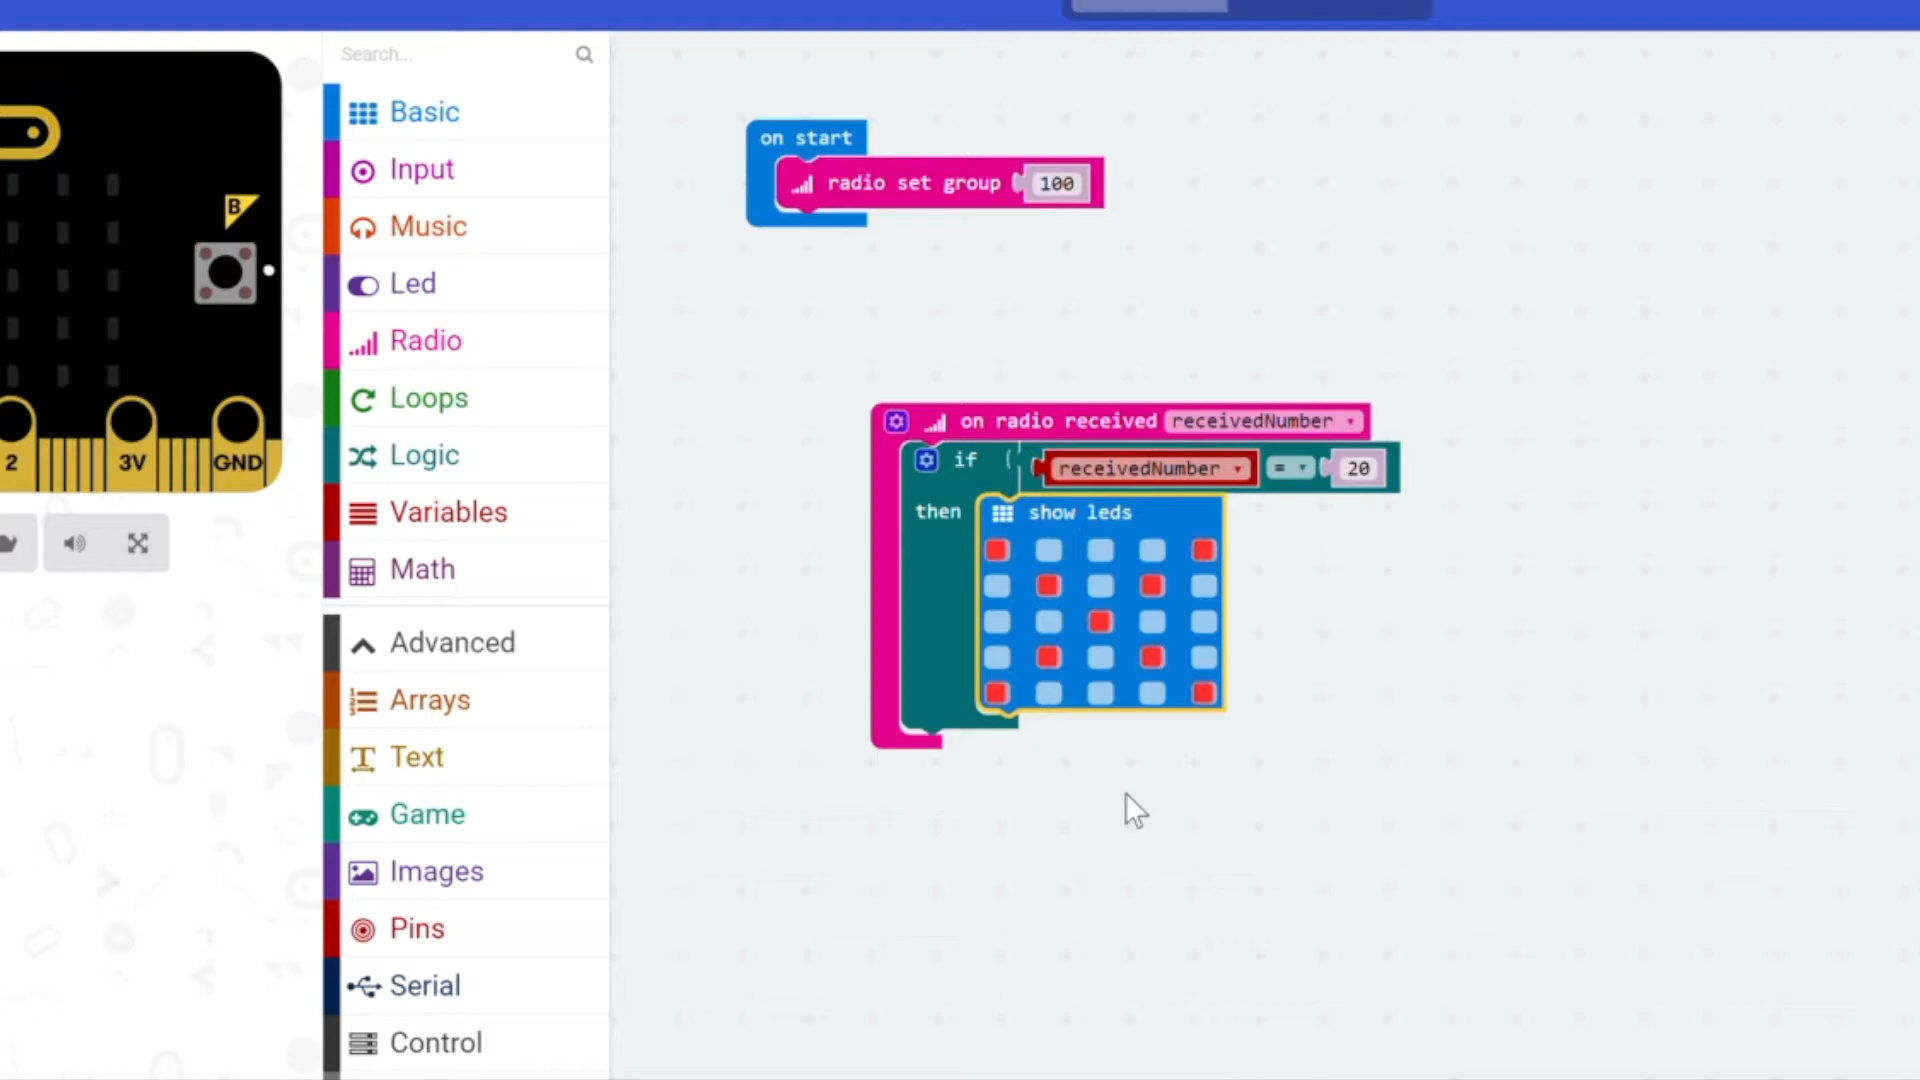 Search...
Basic
Input
Music
Led
Radio
Loops
Logic
Variables
Math
Advanced
Arrays
Text
Game
Images
Pins
Serial
Control
B
2 3V GND
on start
radio set group 100
on radio received receivedNumber
if receivedNumber = 20
then show leds